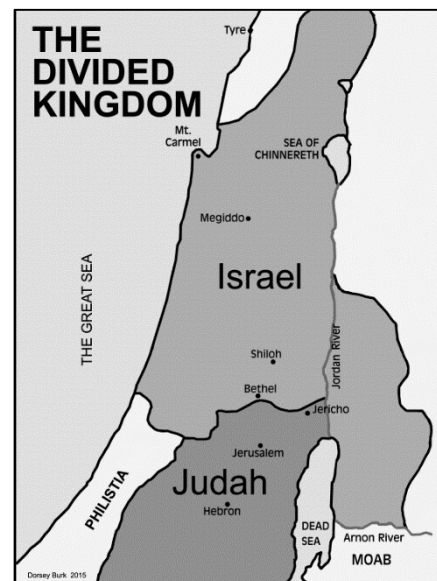 THE
DIVIDED
KINGDOM
Tyre
Mt.
Carmel
SEA OF
CHINNERETH
Megiddo
Israel
THE GREAT SEA
Jordan River
Shiloh
Bethel
Jericho
Jerusalem
Judah
Hebron
PHILISTIA
DEAD
SEA
Arnon River
MOAB
Dorsey Burk 2015